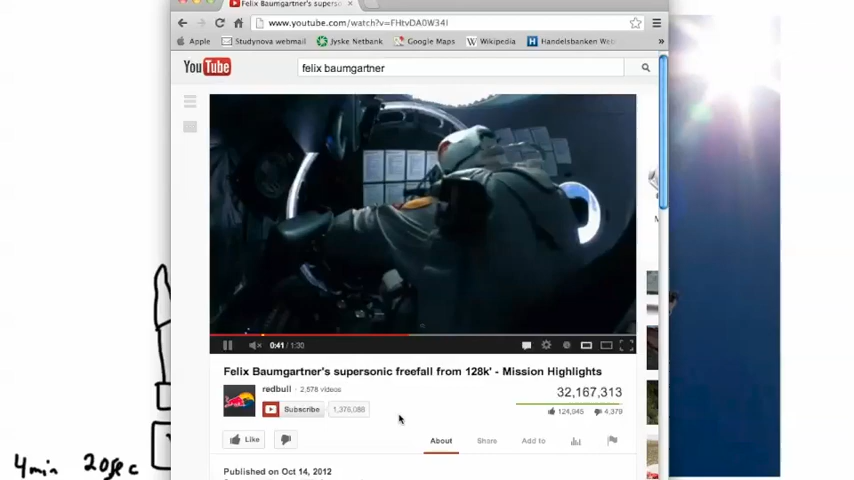 Felix Baumgartner's superso
www.youtube.com/watch?v=FHtvDA0W34I
Apple Studynova webmail Jyske Netbank Google Maps Wikipedia Handelsbanken Web »
YouTube felix baumgartner
0:41 / 1:30
Felix Baumgartner's supersonic freefall from 128k' - Mission Highlights
redbull · 2,578 videos
32,167,313
Subscribe 1,376,088
124,945 4,379
Like About Share Add to
4 min 20sec
Published on Oct 14, 2012